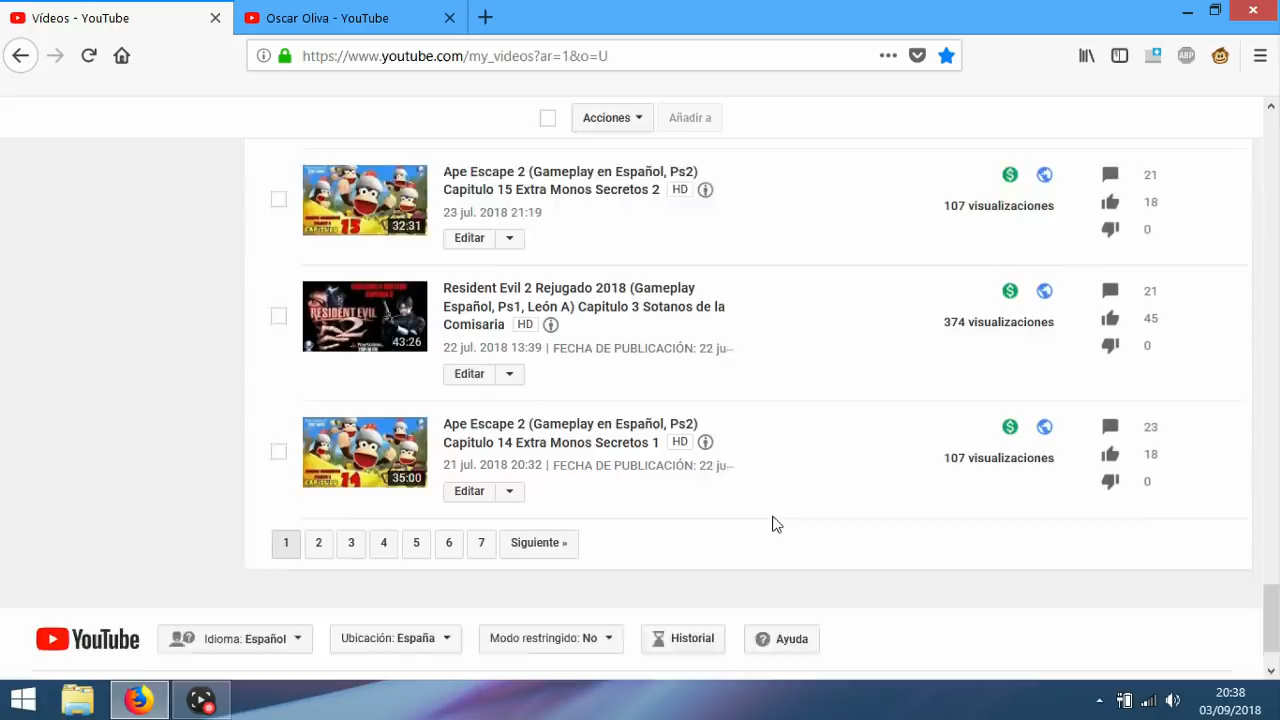 Vídeos - YouTube
Oscar Oliva - YouTube
https://www.youtube.com/my_videos?ar=1&o=U
ABP
Acciones
Añadir a
Ape Escape 2 (Gameplay en Español, Ps2)
Capitulo 15 Extra Monos Secretos 2 HD
23 jul. 2018 21:19
Editar
15
32:31
107 visualizaciones
21
18
0
Resident Evil 2 Rejugado 2018 (Gameplay
Español, Ps1, León A) Capitulo 3 Sotanos de la
Comisaria HD
22 jul. 2018 13:39 | FECHA DE PUBLICACIÓN: 22 ju...
Editar
RESIDENT EVIL
2
43:26
374 visualizaciones
21
45
0
Ape Escape 2 (Gameplay en Español, Ps2)
Capitulo 14 Extra Monos Secretos 1 HD
21 jul. 2018 20:32 | FECHA DE PUBLICACIÓN: 22 ju...
Editar
14
35:00
107 visualizaciones
23
18
0
1 2 3 4 5 6 7 Siguiente »
YouTube
Idioma: Español
Ubicación: España
Modo restringido: No
Historial
Ayuda
20:38
03/09/2018